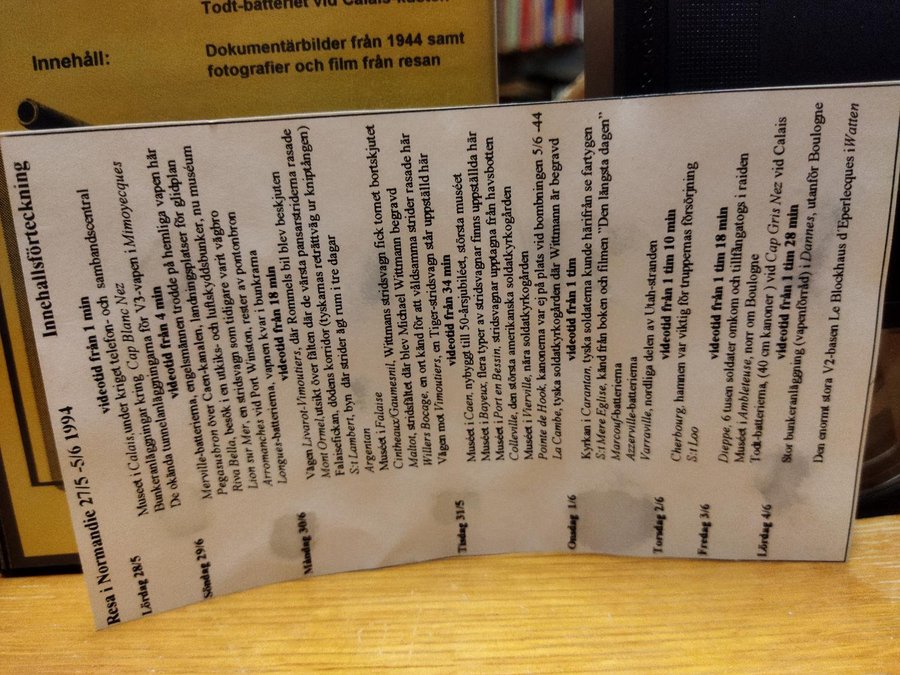 Todt-batteriet vid Calais-kusten
Innehåll:
Dokumentärbilder från 1944 samt
fotografier och film från resan
Innehållsförteckning
Resa i Normandie 27/5 -5/6 1994
videotid från 1 min
Lördag 28/5
Museet i Calais, under kriget telefon- och sambandscentral
Bunkeranläggningar kring Cap Blanc Nez
De okända tunnelanläggningarna för V3-vapen i Mimoyecques
videotid från 4 min
Söndag 29/6
Merville-batterierna, engelsmännen trodde på hemliga vapen här
Pegasusbron över Caen-kanalen, landningsplatser för glidplan
Riva Bella, besök i en utkiks- och luftskyddsbunker, nu muséum
Lion sur Mer, en stridsvagn som tidigare varit vägbro
Arromanches vid Port Winston, rester av pontonbron
Longues-batterierna, vapnen kvar i bunkrarna
videotid från 18 min
Måndag 30/6
Vägen Livarot-Vimoutiers, där Rommels bil blev beskjuten
Mont Ormel, utsikt över fälten där de värsta pansarstriderna rasade
Falaisefickan, dödens korridor (tyskarnas reträttväg ur kniptången)
S:t Lambert, byn där strider ägt rum i tre dagar
Argentan
Muséet i Falaise
Cintheaux/Gaumesnil, Wittmans stridsvagn fick tornet bortskjutet
Maltot, stridsfältet där blev Michael Wittmann begravd
Willers Bocage, en ort känd för att våldsamma strider rasade här
Vägen mot Vimoutiers, en Tiger-stridsvagn står uppställd här
videotid från 34 min
Tisdag 31/5
Muséet i Caen, nybyggt till 50-årsjubiléet, största muséet
Muséet i Bayeux, flera typer av stridsvagnar finns uppställda här
Muséet i Port en Bessin, stridsvagnar upptagna från havsbotten
Colleville, den största amerikanska soldatkyrkogården
Muséet i Vierville, nära soldatkyrkogården
Pointe de Hook, kanonerna var ej på plats vid bombningen 5/6 -44
La Cambe, tyska soldatkyrkogården där Wittmann är begravd
videotid från 1 tim
Onsdag 1/6
Kyrkan i Carantan, tyska soldaterna kunde härifrån se fartygen
S:t Mere Eglise, känd från boken och filmen "Den längsta dagen"
Marcouf-batterierna
Azerville-batterierna
Varraville, nordliga delen av Utah-stranden
videotid från 1 tim 10 min
Torsdag 2/6
Cherbourg, hamnen var viktig för truppernas försörjning
S:t Loo
videotid från 1 tim 18 min
Fredag 3/6
Dieppe, 6 tusen soldater omkom och tillfångatogs i raiden
Muséet i Ambleteuse, norr om Boulogne
Todt-batterierna, (40 cm kanoner ) vid Cap Gris Nez vid Calais
videotid från 1 tim 28 min
Lördag 4/6
Stor bunkeranläggning (vapenförråd) i Dannes, utanför Boulogne
Den enormt stora V2-basen Le Blockhaus d'Eperlecques i Watten